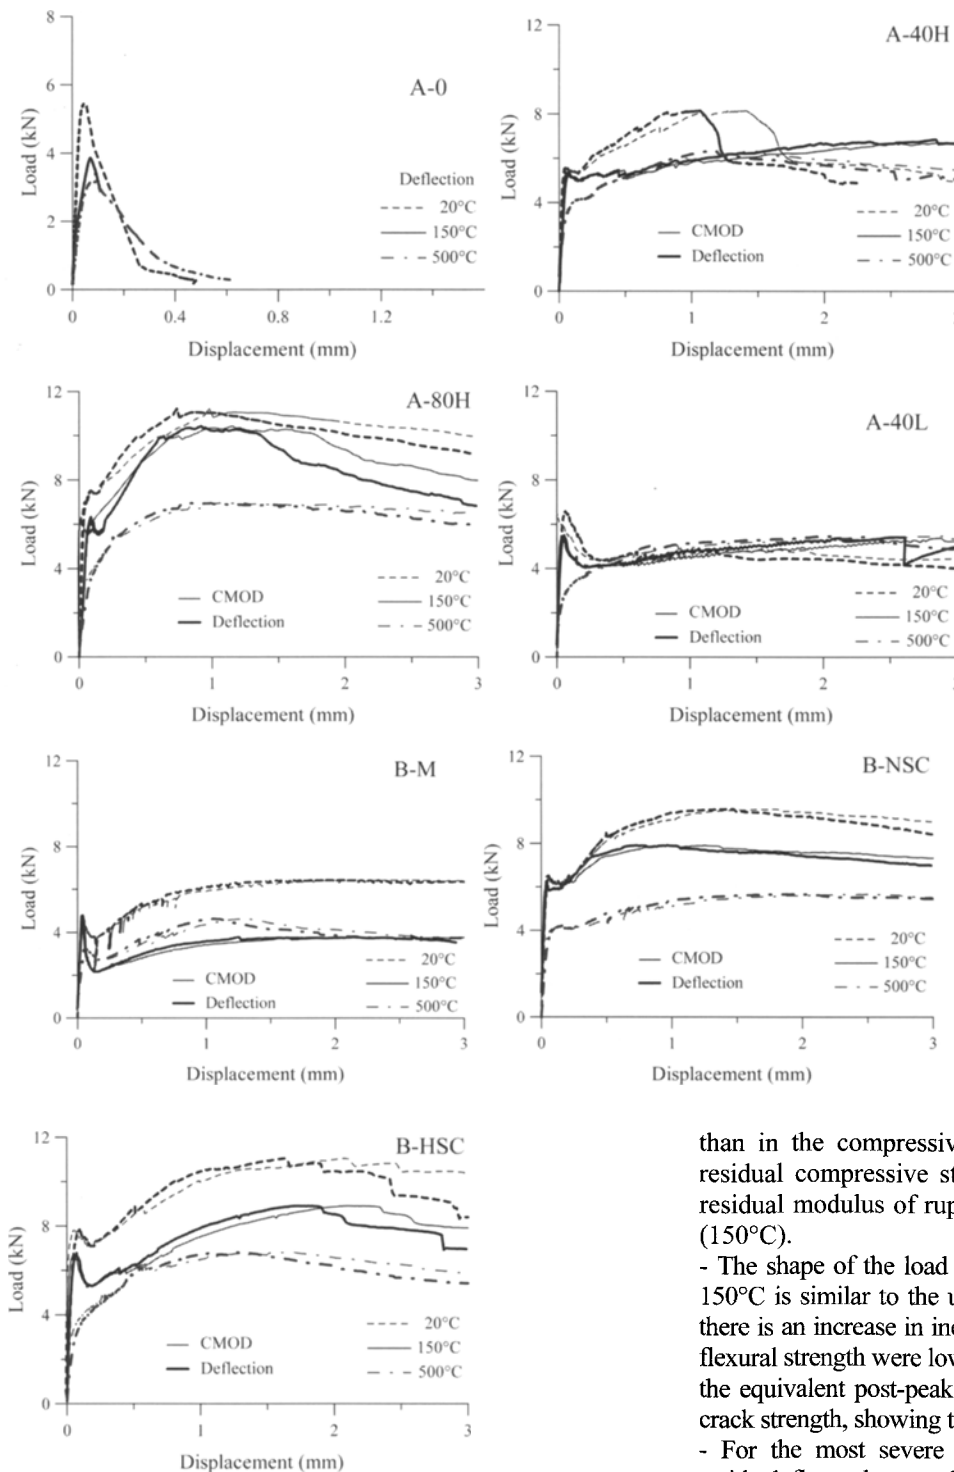 8
6
4
2
0
Load (kN)
A-0
Deflection
20°C
150°C
500°C
0 0.4 0.8 1.2
Displacement (mm)
12
8
4
0
Load (kN)
A-40H
CMOD
Deflection
20°C
150°C
500°C
0 1 2
Displacement (mm)
12
8
4
0
Load (kN)
A-80H
CMOD
Deflection
20°C
150°C
500°C
0 1 2 3
Displacement (mm)
12
8
4
0
Load (kN)
A-40L
CMOD
Deflection
20°C
150°C
500°C
0 1 2 3
Displacement (mm)
12
8
4
0
Load (kN)
B-M
CMOD
Deflection
20°C
150°C
500°C
0 1 2 3
Displacement (mm)
12
8
4
0
Load (kN)
B-NSC
CMOD
Deflection
20°C
150°C
500°C
0 1 2 3
Displacement (mm)
12
8
4
0
Load (kN)
B-HSC
CMOD
Deflection
20°C
150°C
500°C
0 1 2 3
Displacement (mm)
than in the compressiv
residual compressive st
residual modulus of rup
(150°C).
- The shape of the load
150°C is similar to the u
there is an increase in in
flexural strength were lov
the equivalent post-peak
crack strength, showing t
- For the most severe